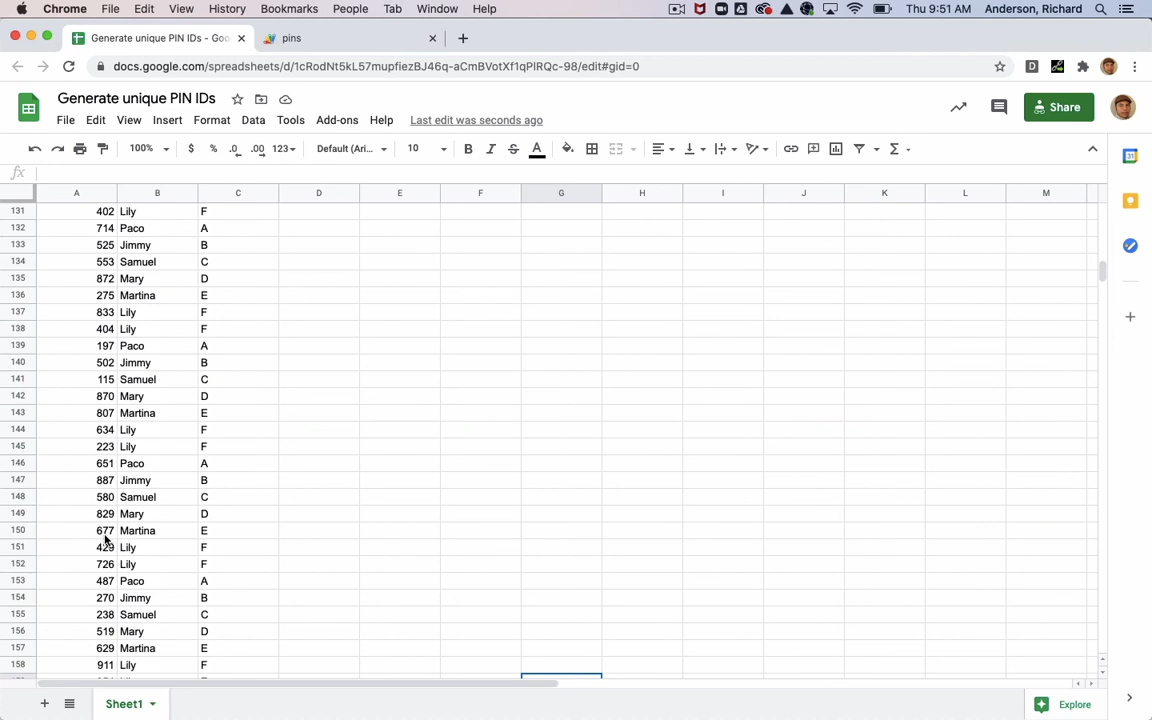 Chrome File Edit View History Bookmarks People Tab Window Help Thu 9:51 AM Anderson, Richard
Generate unique PIN IDs - Goo pins
docs.google.com/spreadsheets/d/1cRodNt5kL57mupfiezBJ46q-aCmBVotXf1qPlRQc-98/edit#gid=0
Generate unique PIN IDs
Share
File Edit View Insert Format Data Tools Add-ons Help Last edit was seconds ago
100% $ % .0 .00 123 Default (Ari... 10 B I S A
fx
A B C D E F G H I J K L M
131 402 Lily F
132 714 Paco A
133 525 Jimmy B
134 553 Samuel C
135 872 Mary D
136 275 Martina E
137 833 Lily F
138 404 Lily F
139 197 Paco A
140 502 Jimmy B
141 115 Samuel C
142 870 Mary D
143 807 Martina E
144 634 Lily F
145 223 Lily F
146 651 Paco A
147 887 Jimmy B
148 580 Samuel C
149 829 Mary D
150 677 Martina E
151 429 Lily F
152 726 Lily F
153 487 Paco A
154 270 Jimmy B
155 238 Samuel C
156 519 Mary D
157 629 Martina E
158 911 Lily F
Sheet1 Explore